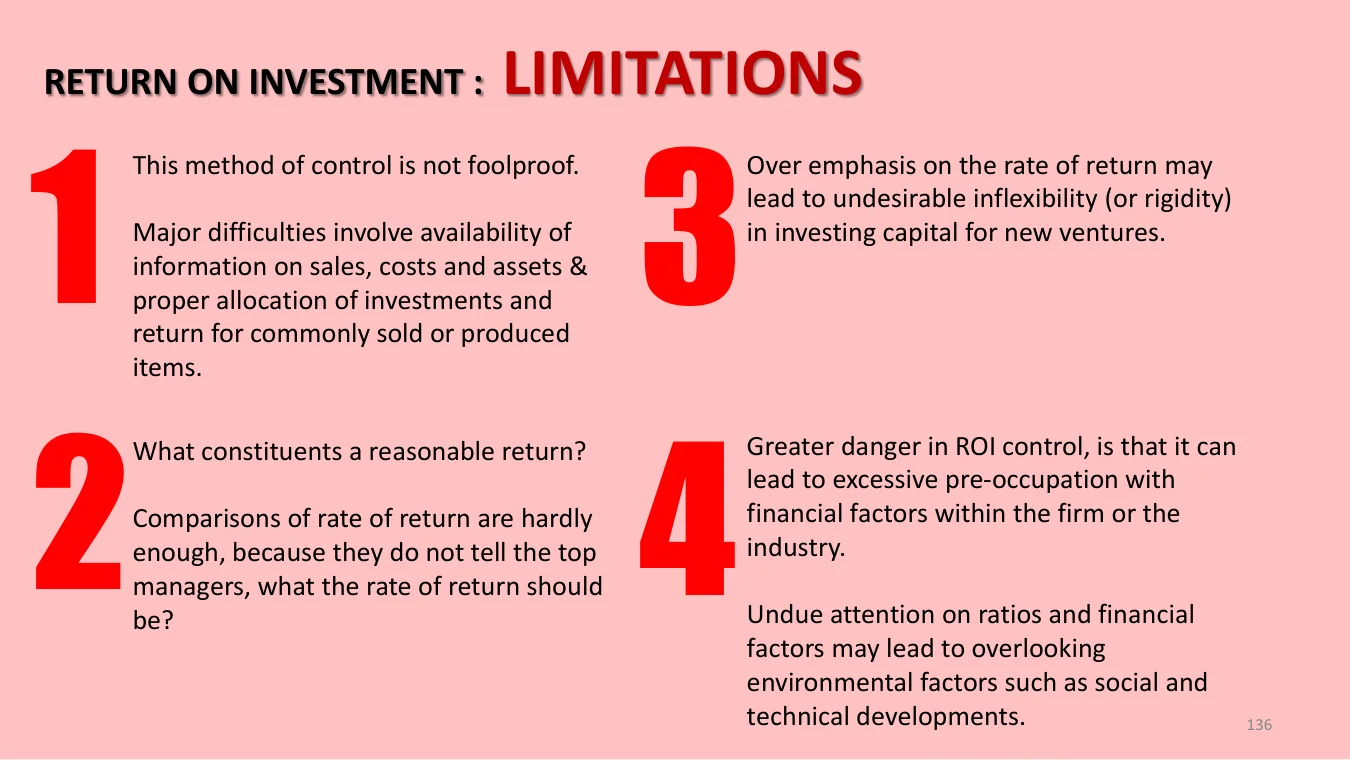 RETURN ON INVESTMENT : LIMITATIONS
1
This method of control is not foolproof.
Major difficulties involve availability of
information on sales, costs and assets &
proper allocation of investments and
return for commonly sold or produced
items.
2
What constituents a reasonable return?
Comparisons of rate of return are hardly
enough, because they do not tell the top
managers, what the rate of return should
be?
3
Over emphasis on the rate of return may
lead to undesirable inflexibility (or rigidity)
in investing capital for new ventures.
4
Greater danger in ROI control, is that it can
lead to excessive pre-occupation with
financial factors within the firm or the
industry.
Undue attention on ratios and financial
factors may lead to overlooking
environmental factors such as social and
technical developments.
136